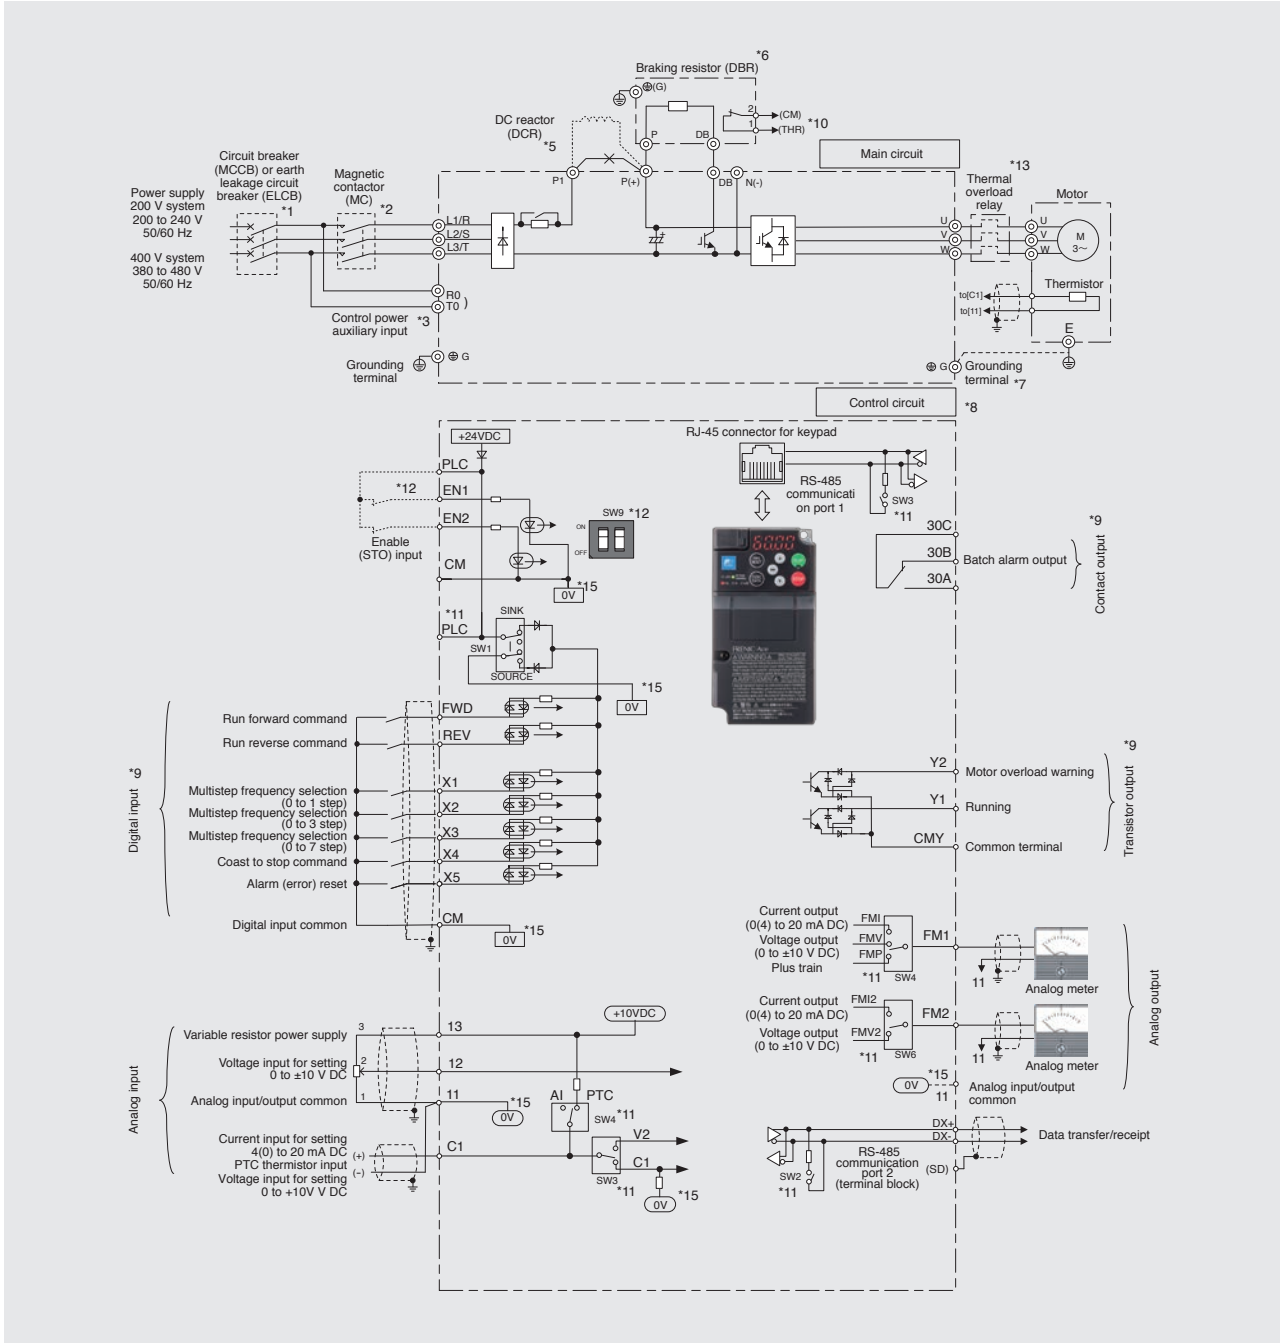 *6
Braking resistor (DBR)
(G)
2
(CM)
1
(THR)
*10
P
DB
DC reactor
(DCR)
*5
P1
P(+)
DB
N(-)
Main circuit
*13
Thermal
overload
relay
Motor
Circuit breaker
(MCCB) or earth
leakage circuit
breaker (ELCB)
*1
Magnetic
contactor
(MC)
*2
Power supply
200 V system
200 to 240 V
50/60 Hz
400 V system
380 to 480 V
50/60 Hz
L1/R
L2/S
L3/T
U
V
W
U
V
W
M
3~
R0
T0
)
Control power
auxiliary input
*3
Thermistor
to[C1]
to[11]
E
Grounding
terminal
G
G
Grounding
terminal
*7
Control circuit
*8
+24VDC
RJ-45 connector for keypad
PLC
*12
EN1
EN2
Enable
(STO) input
SW9
*12
ON
OFF
CM
*15
0V
RS-485
communicati
on port 1
SW3
*11
30C
30B
30A
Batch alarm output
*9
Contact output
60.00
FRENIC-Ace
WARNING
*11
PLC
SINK
SW1
SOURCE
*15
0V
*9
Digital input
Run forward command
FWD
Run reverse command
REV
Multistep frequency selection
(0 to 1 step)
X1
Multistep frequency selection
(0 to 3 step)
X2
Multistep frequency selection
(0 to 7 step)
X3
Coast to stop command
X4
Alarm (error) reset
X5
Digital input common
CM
0V
*15
Y2
Motor overload warning
Y1
Running
CMY
Common terminal
*9
Transistor output
Current output
(0(4) to 20 mA DC)
FMI
Voltage output
(0 to ±10 V DC)
FMV
Plus train
FMP
*11
SW4
FM1
11
Analog meter
Current output
(0(4) to 20 mA DC)
FMI2
Voltage output
(0 to ±10 V DC)
FMV2
*11
SW6
FM2
11
Analog meter
Analog output
0V
*15
11
Analog input/output
common
Analog input
Variable resistor power supply
3
13
+10VDC
Voltage input for setting
0 to ±10 V DC
2
12
Analog input/output common
1
11
*15
0V
AI
PTC
SW4
*11
Current input for setting
4(0) to 20 mA DC
PTC thermistor input
Voltage input for setting
0 to +10V V DC
(+)
(−)
C1
V2
C1
SW3
*11
*15
0V
DX+
DX-
Data transfer/receipt
RS-485
communication
port 2
(terminal block)
(SD)
SW2
*11